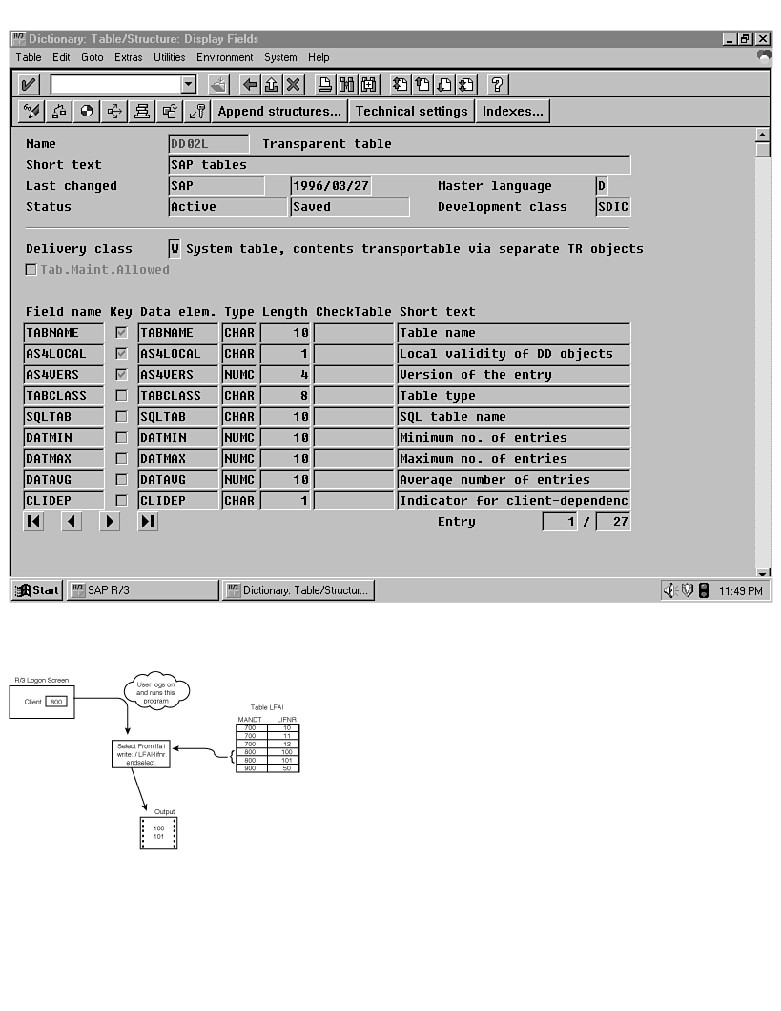 Dictionary: Table/Structure: Display Fields
Table Edit Goto Extras Utilities Environment System Help
Append structures... Technical settings Indexes...
Name DD02L Transparent table
Short text SAP tables
Last changed SAP 1996/03/27 Master language D
Status Active Saved Development class SDIC
Delivery class W System table, contents transportable via separate TR objects
Tab.Maint.Allowed
Field name Key Data elem. Type Length CheckTable Short text
TABNAME TABNAME CHAR 10 Table name
AS4LOCAL AS4LOCAL CHAR 1 Local validity of DD objects
AS4VERS AS4VERS NUMC 4 Version of the entry
TABCLASS TABCLASS CHAR 8 Table type
SQLTAB SQLTAB CHAR 10 SQL table name
DATMIN DATMIN NUMC 10 Minimum no. of entries
DATMAX DATMAX NUMC 10 Maximum no. of entries
DATAVG DATAVG NUMC 10 Average number of entries
CLIDEP CLIDEP CHAR 1 Indicator for client-dependenc
Entry 1 / 27
Start SAP R/3 Dictionary: Table/Structur... 11:49 PM
R/3 Logon Screen
Client 800
User logs on
and runs this
program
Table LFAI
700 10
700 11
700 12
800 100
800 101
900 50
write: / LFAI-lifnr.
endselect.
Output
100
101